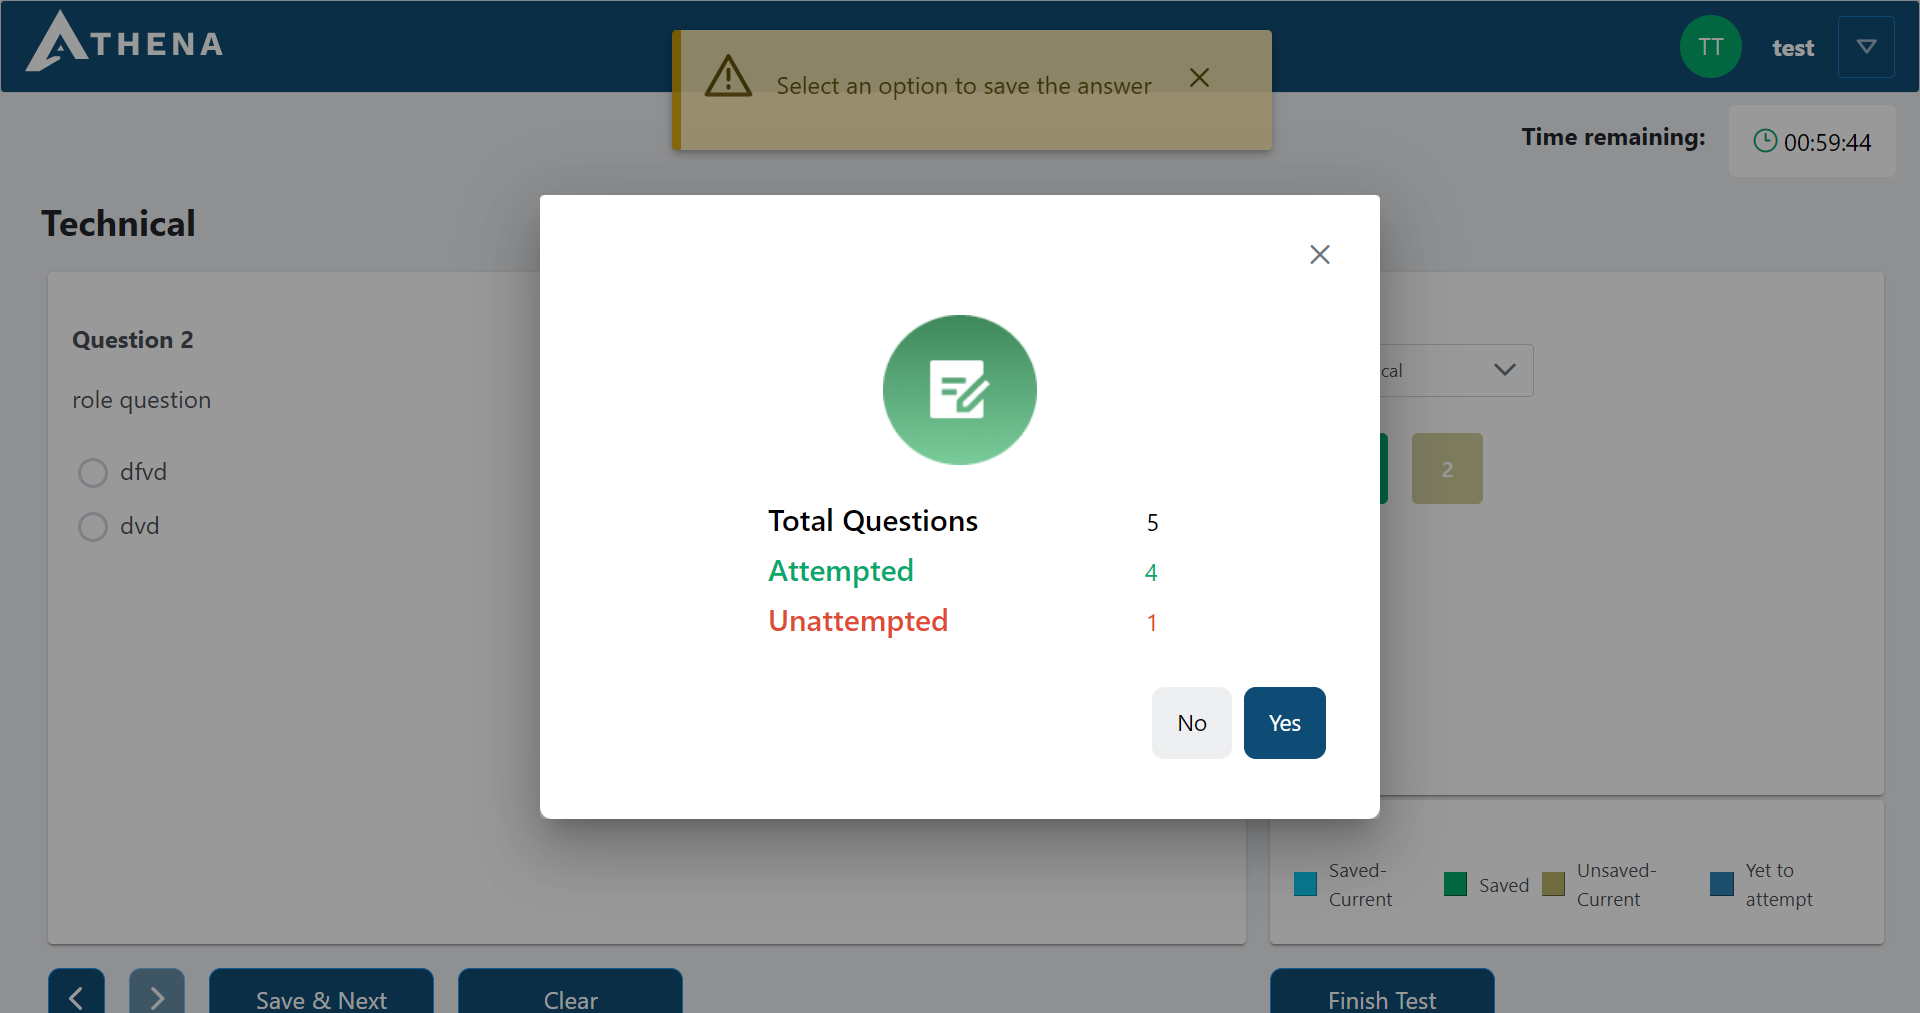 ATHENA
Select an option to save the answer
TT
test
Time remaining:
00:59:44
Technical
Question 2
role question
dfvd
dvd
cal
2
Total Questions 5
Attempted 4
Unattempted 1
No
Yes
Saved-
Current
Saved
Unsaved-
Current
Yet to
attempt
Save & Next
Clear
Finish Test